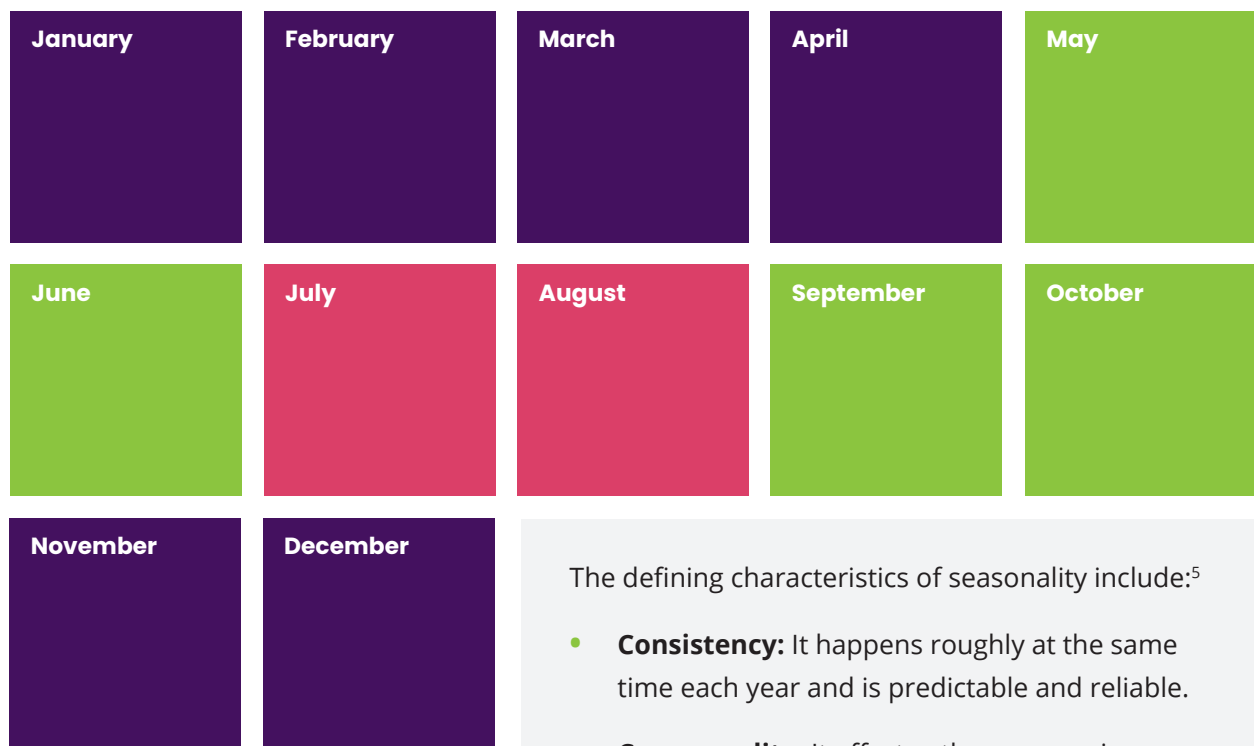 January
February
March
April
May
June
July
August
September
October
November
December
The defining characteristics of seasonality include:⁵
• Consistency: It happens roughly at the same
time each year and is predictable and reliable.